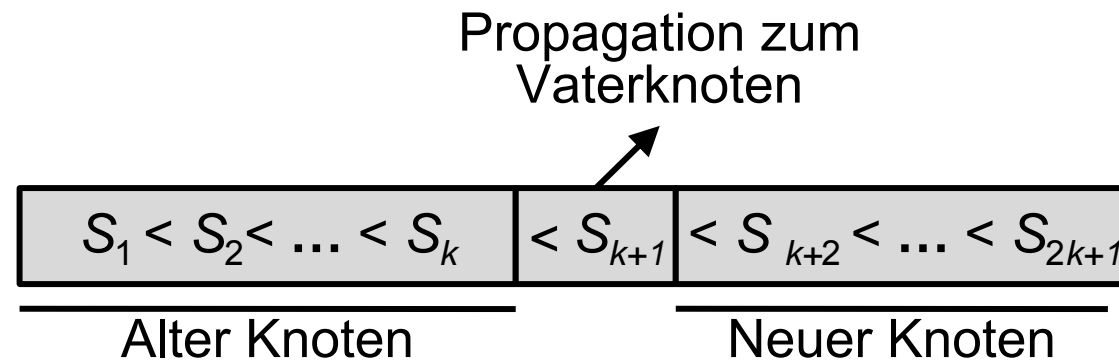 Propagation zum
Vaterknoten
S1 < S2< ... < Sk < Sk+1 < S k+2 < ... < S2k+1
Alter Knoten Neuer Knoten